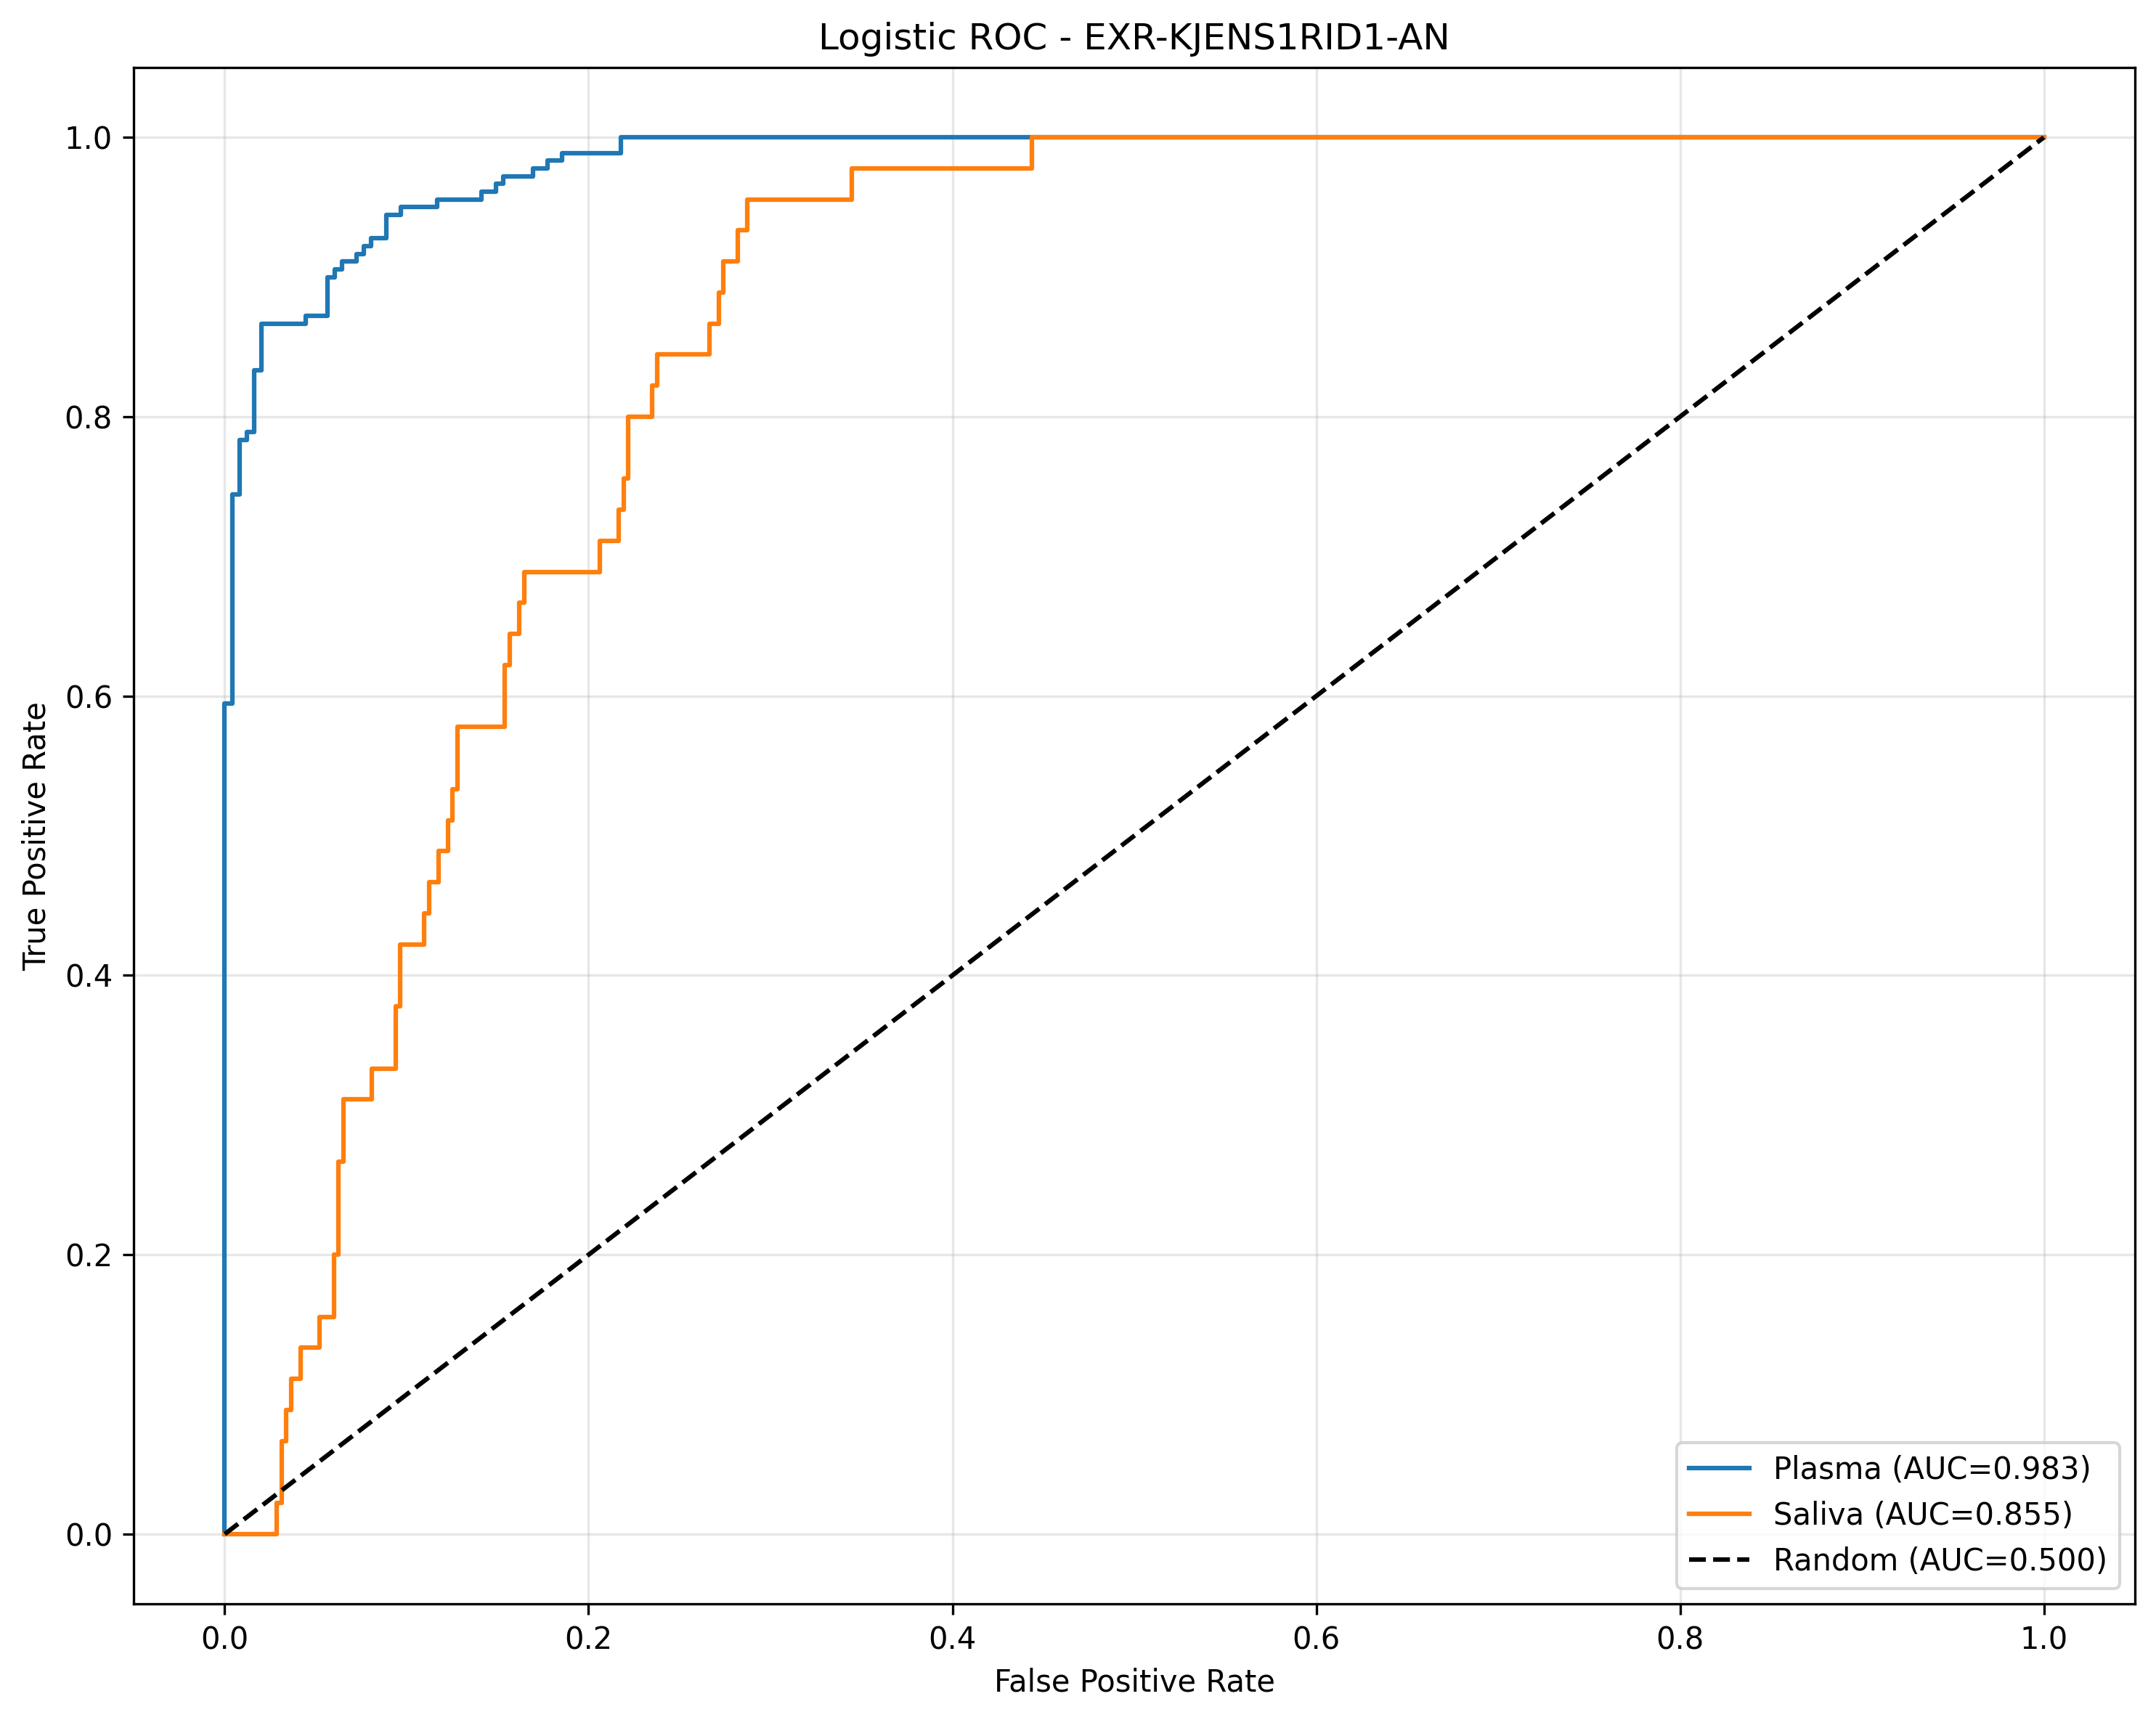 Logistic ROC - EXR-KJENS1RID1-AN
True Positive Rate
1.0
0.8
0.6
0.4
0.2
0.0
0.0 0.2 0.4 0.6 0.8 1.0
False Positive Rate
Plasma (AUC=0.983)
Saliva (AUC=0.855)
Random (AUC=0.500)